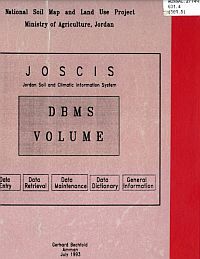 National Soil Map and Land Use Project
Ministry of Agriculture, Jordan
JOSCIS
Jordan Soil and Climatic Information System
DBMS
VOLUME
Data Entry
Data Retrieval
Data Maintenance
Data Dictionary
General Information
Gerhard Bechtold
Amman
July 1993